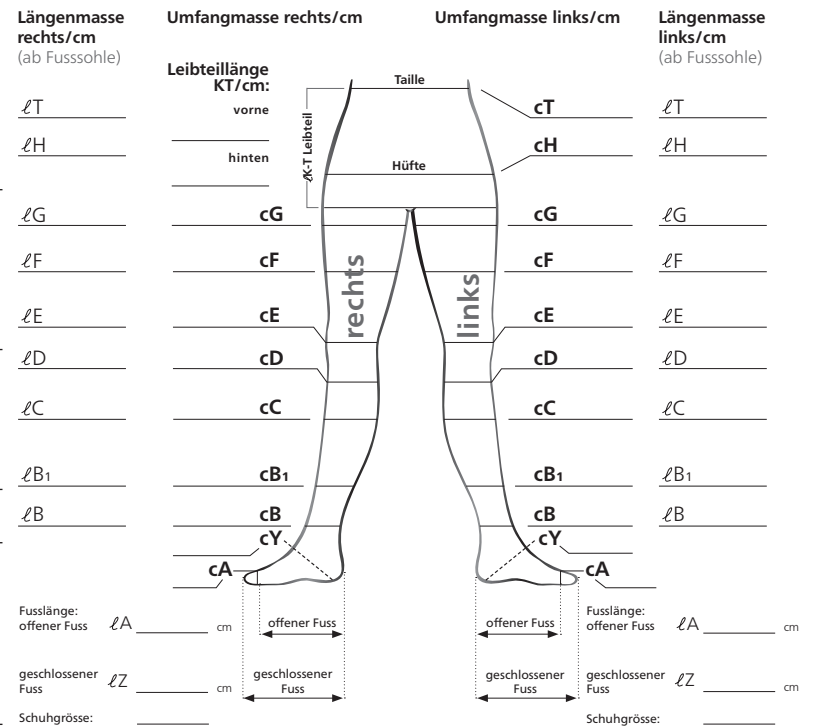 Längenmasse
rechts/cm
(ab Fusssohle)
Umfangmasse rechts/cm
Umfangmasse links/cm
Längenmasse
links/cm
(ab Fusssohle)
Leibteillänge
KT/cm:
vorne
hinten
ℓK-T Leibteil
Taille
Hüfte
rechts
links
ℓT
cT
ℓT
ℓH
cH
ℓH
ℓG
cG
cG
ℓG
ℓF
cF
cF
ℓF
ℓE
cE
cE
ℓE
ℓD
cD
cD
ℓD
ℓC
cC
cC
ℓC
ℓB1
cB1
cB1
ℓB1
ℓB
cB
cB
ℓB
cY
cY
cA
cA
Fusslänge:
offener Fuss ℓA cm
offener Fuss
offener Fuss
Fusslänge:
offener Fuss ℓA cm
geschlossener
Fuss ℓZ cm
geschlossener
Fuss
geschlossener
Fuss
geschlossener
Fuss ℓZ cm
Schuhgrösse:
Schuhgrösse: